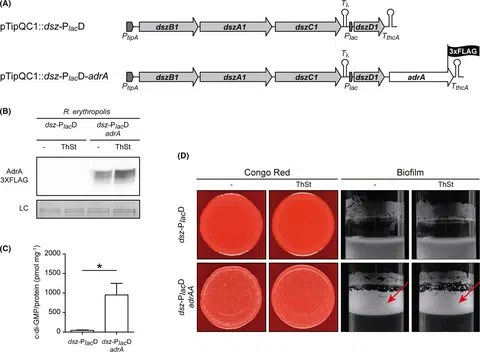 (A)
pTipQC1::dsz-PlacD
dszB1 dszA1 dszC1 Tλ dszD1
PtipA Plac TthcA
3xFLAG
pTipQC1::dsz-PlacD-adrA
dszB1 dszA1 dszC1 Tλ dszD1 adrA
PtipA Plac TthcA
(B)
R. erythropolis
dsz-PlacD dsz-PlacD
adrA
- ThSt - ThSt
AdrA
3XFLAG
LC
(C)
c-di-GMP/protein (pmol mg-1)
2000
1500
1000
500
0
*
dsz-PlacD dsz-PlacD
adrA
(D)
Congo Red Biofilm
- ThSt - ThSt
dsz-PlacD
dsz-PlacD
adrAA